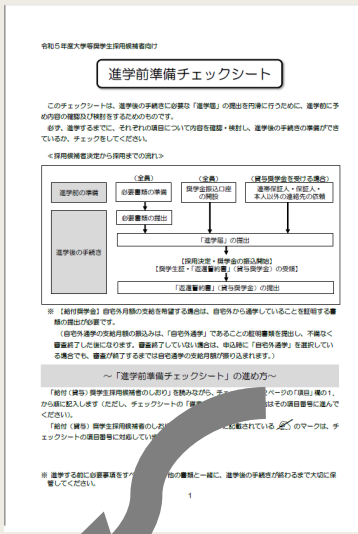 令和5年度大学等奨学生採用候補者向け
進学前準備チェックシート
このチェックシートは、進学後の手続きに必要な「進学届」の提出を円滑に行うために、進学前に予
め内容の確認及び検討をするためのものです。
必ず、進学するまでに、それぞれの項目について内容を確認・検討し、進学後の手続きの準備ができ
ているか、チェックをしてください。
≪採用候補者決定から採用までの流れ≫
(全員)
(全員)
(貸与奨学金を受ける場合)
進学前の準備
必要書類の準備
奨学金振込口座
の開設
連帯保証人・保証人・
本人以外の連絡先の依頼
必要書類の提出
進学後の手続き
「進学届」の提出
【採用決定・奨学金の振込開始】
【奨学生証・「返還誓約書」(貸与奨学金)の受領】
「返還誓約書」(貸与奨学金)の提出
※ 【給付奨学金】自宅外月額の支給を希望する場合は、自宅外から通学していることを証明する書
類の提出が必要です。
(自宅外通学の支給月額の振込みは、「自宅外通学」であることの証明書類を提出し、不備なく
審査終了した後になります。審査終了していない場合は、申込時に「自宅外通学」を選択してい
る場合でも、審査が終了するまでは自宅通学の支給月額が振り込まれます。)
~「進学前準備チェックシート」の進め方~
「給付(貸与)奨学生採用候補者のしおり」を読みながら、チェ ページの「項目」欄の1.
から順に記入します(ただし、チェックシートの「備 はその項目番号に進んで
ください)。
「給付(貸与)奨学生採用候補者のしお に記載されている のマークは、チ
ェックシートの項目番号に対応してい
※ 進学する前に必要事項をすべ 他の書類と一緒に、進学後の手続きが終わるまで大切に保
管してください。
1